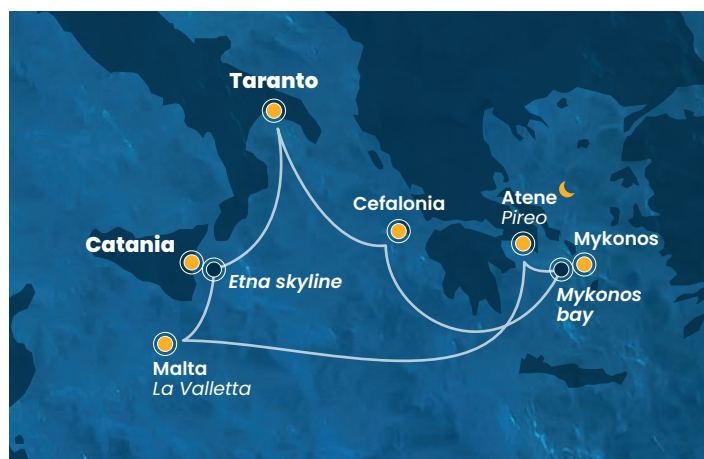 Taranto
Cefalonia
Atene
Pireo
Mykonos
Catania
Etna skyline
Mykonos
bay
Malta
La Valletta